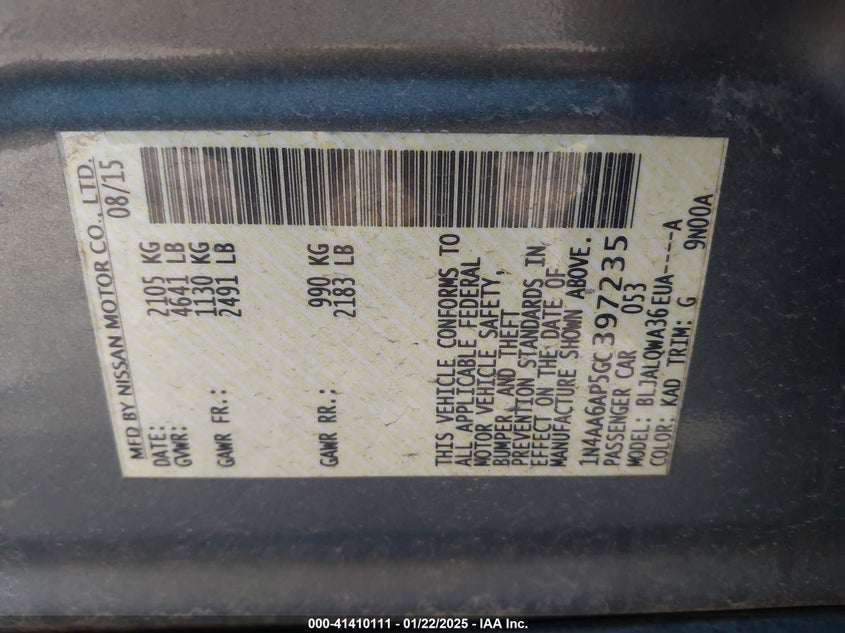 MFD BY NISSAN MOTOR CO., LTD.
DATE: 08/15
GVWR: 2105 KG
4641 LB
GAWR FR.: 1130 KG
2491 LB
GAWR RR.: 990 KG
2183 LB
THIS VEHICLE CONFORMS TO
ALL APPLICABLE FEDERAL
MOTOR VEHICLE SAFETY,
BUMPER, AND THEFT
PREVENTION STANDARDS IN
EFFECT ON THE DATE OF
MANUFACTURE SHOWN ABOVE.
1N4AA6AP5GC397235
PASSENGER CAR 053
MODEL: BLJALQWA36EUA----A
COLOR: KAD TRIM: G 9N00A
000-41410111 - 01/22/2025 - IAA Inc.